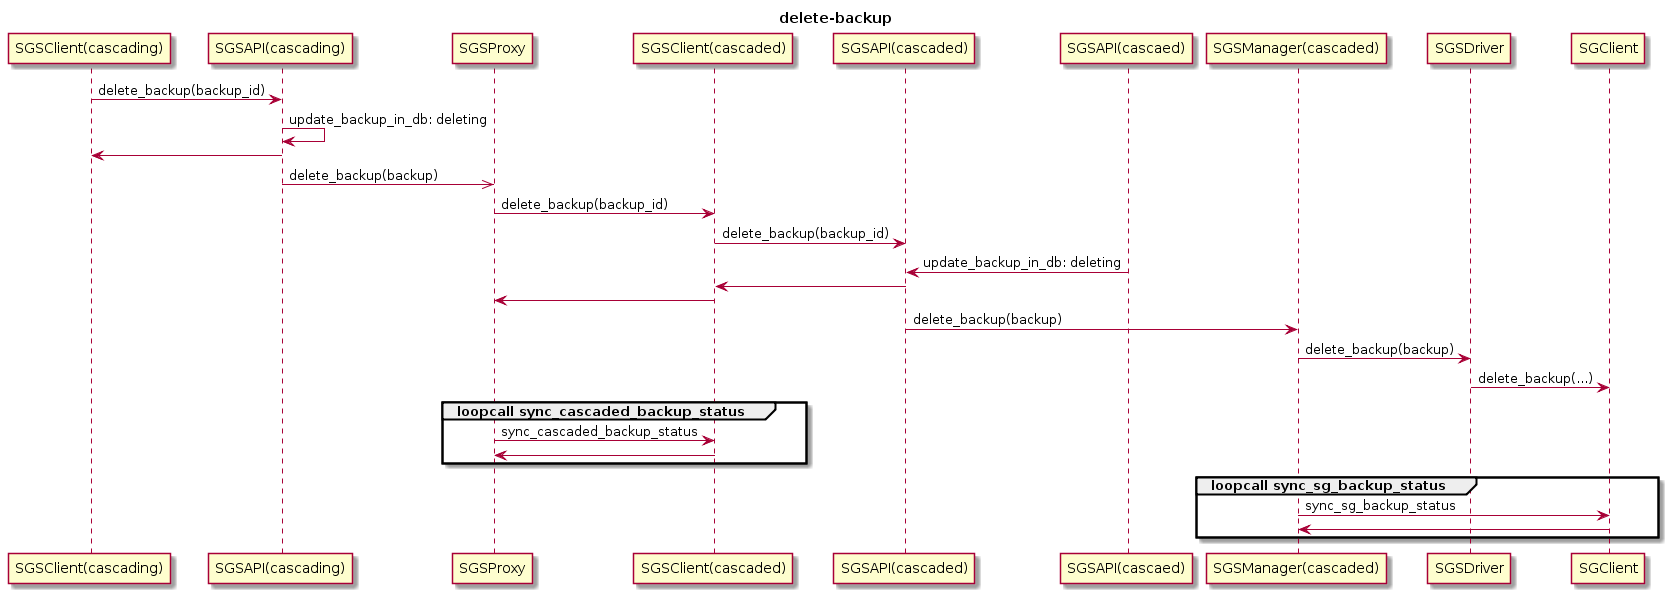 delete-backup
SGSClient(cascading) SGSAPI(cascading) SGSProxy SGSClient(cascaded) SGSAPI(cascaded) SGSAPI(cascaed) SGSManager(cascaded) SGSDriver SGClient
delete_backup(backup_id)
update_backup_in_db: deleting
delete_backup(backup)
delete_backup(backup_id)
delete_backup(backup_id)
update_backup_in_db: deleting
delete_backup(backup)
delete_backup(backup)
delete_backup(...)
loopcall sync_cascaded_backup_status
sync_cascaded_backup_status
loopcall sync_sg_backup_status
sync_sg_backup_status
SGSClient(cascading) SGSAPI(cascading) SGSProxy SGSClient(cascaded) SGSAPI(cascaded) SGSAPI(cascaed) SGSManager(cascaded) SGSDriver SGClient